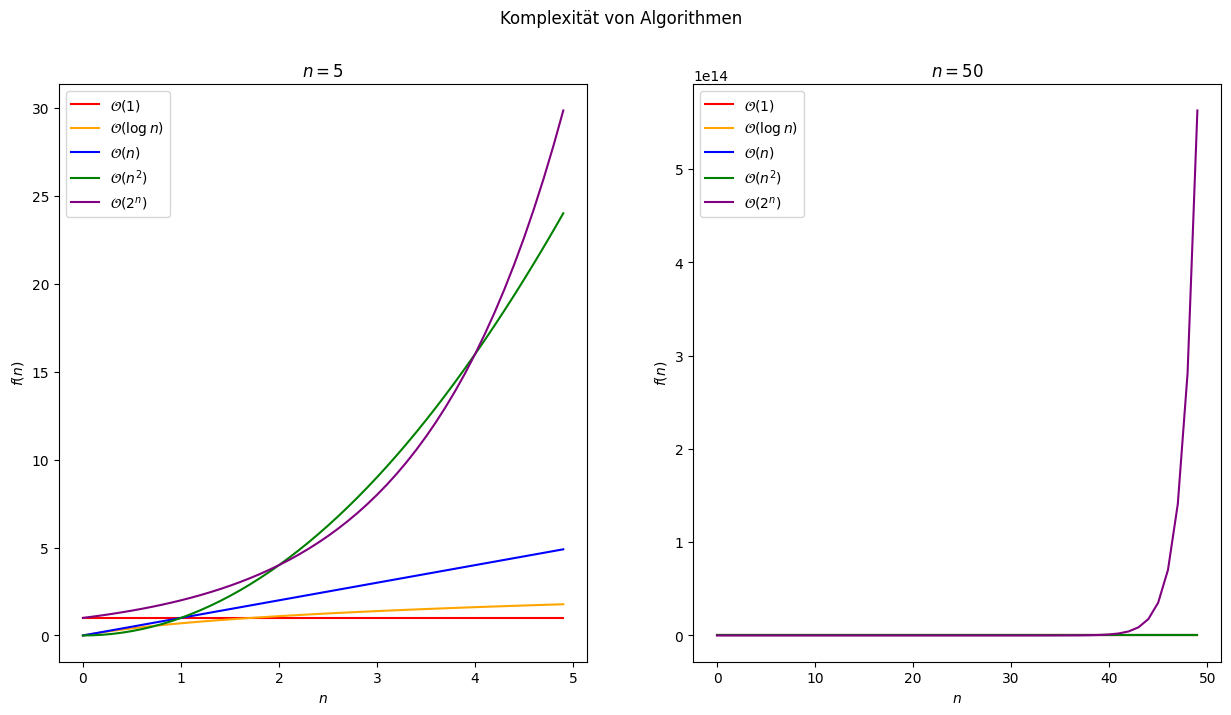 Komplexität von Algorithmen
n = 5
30
25
20
15
10
5
0
f(n)
𝒪(1)
𝒪(log n)
𝒪(n)
𝒪(n²)
𝒪(2ⁿ)
0 1 2 3 4 5
n
n = 50
1e14
5
4
3
2
1
0
f(n)
𝒪(1)
𝒪(log n)
𝒪(n)
𝒪(n²)
𝒪(2ⁿ)
0 10 20 30 40 50
n